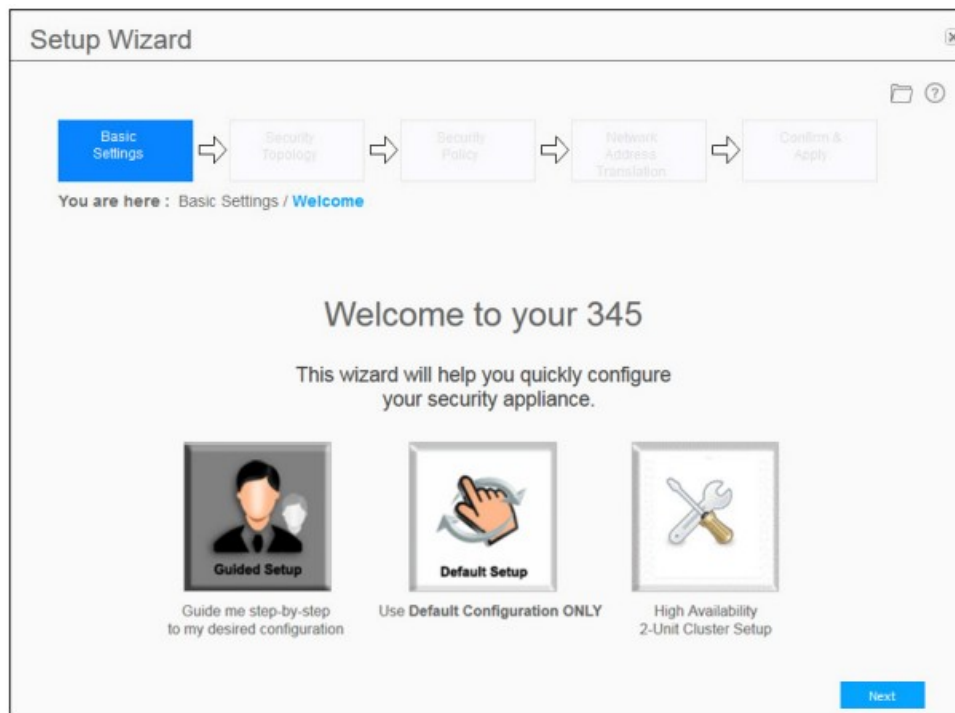 Setup Wizard
Basic
Settings
Security
Topology
Security
Policy
Network
Address
Translation
Confirm &
Apply
You are here : Basic Settings / Welcome
Welcome to your 345
This wizard will help you quickly configure
your security appliance.
Guided Setup
Guide me step-by-step
to my desired configuration
Default Setup
Use Default Configuration ONLY
High Availability
2-Unit Cluster Setup
Next